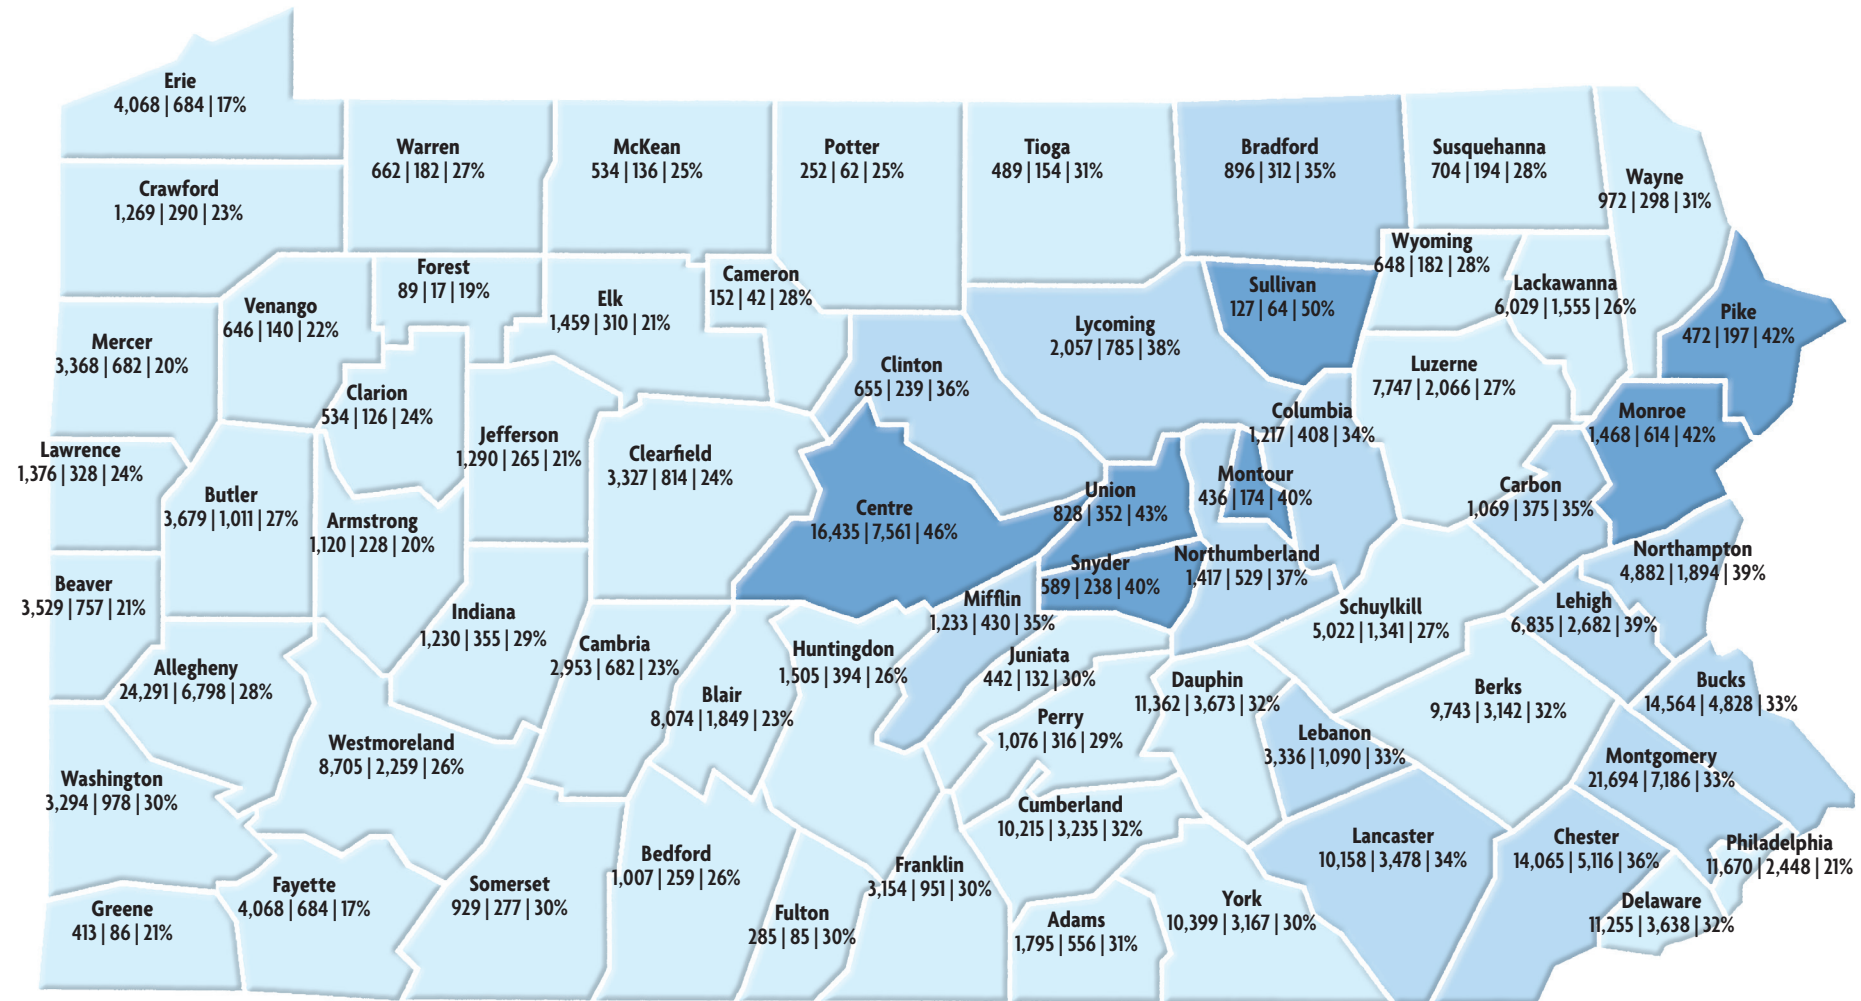 Erie
4,068 | 684 | 17%
Warren
662 | 182 | 27%
McKean
534 | 136 | 25%
Potter
252 | 62 | 25%
Tioga
489 | 154 | 31%
Bradford
896 | 312 | 35%
Susquehanna
704 | 194 | 28%
Wayne
972 | 298 | 31%
Crawford
1,269 | 290 | 23%
Forest
89 | 17 | 19%
Cameron
152 | 42 | 28%
Wyoming
648 | 182 | 28%
Venango
646 | 140 | 22%
Elk
1,459 | 310 | 21%
Sullivan
127 | 64 | 50%
Lackawanna
6,029 | 1,555 | 26%
Pike
472 | 197 | 42%
Mercer
3,368 | 682 | 20%
Lycoming
2,057 | 785 | 38%
Clinton
655 | 239 | 36%
Luzerne
7,747 | 2,066 | 27%
Clarion
534 | 126 | 24%
Columbia
1,217 | 408 | 34%
Monroe
1,468 | 614 | 42%
Lawrence
1,376 | 328 | 24%
Jefferson
1,290 | 265 | 21%
Clearfield
3,327 | 814 | 24%
Montour
436 | 174 | 40%
Butler
3,679 | 1,011 | 27%
Union
828 | 352 | 43%
Carbon
1,069 | 375 | 35%
Armstrong
1,120 | 228 | 20%
Centre
16,435 | 7,561 | 46%
Northumberland
1,417 | 529 | 37%
Northampton
4,882 | 1,894 | 39%
Beaver
3,529 | 757 | 21%
Snyder
589 | 238 | 40%
Indiana
1,230 | 355 | 29%
Mifflin
1,233 | 430 | 35%
Schuylkill
5,022 | 1,341 | 27%
Lehigh
6,835 | 2,682 | 39%
Cambria
2,953 | 682 | 23%
Huntingdon
1,505 | 394 | 26%
Juniata
442 | 132 | 30%
Allegheny
24,291 | 6,798 | 28%
Blair
8,074 | 1,849 | 23%
Dauphin
11,362 | 3,673 | 32%
Berks
9,743 | 3,142 | 32%
Bucks
14,564 | 4,828 | 33%
Perry
1,076 | 316 | 29%
Westmoreland
8,705 | 2,259 | 26%
Lebanon
3,336 | 1,090 | 33%
Montgomery
21,694 | 7,186 | 33%
Washington
3,294 | 978 | 30%
Cumberland
10,215 | 3,235 | 32%
Lancaster
10,158 | 3,478 | 34%
Chester
14,065 | 5,116 | 36%
Philadelphia
11,670 | 2,448 | 21%
Bedford
1,007 | 259 | 26%
Franklin
3,154 | 951 | 30%
Fayette
4,068 | 684 | 17%
Somerset
929 | 277 | 30%
York
10,399 | 3,167 | 30%
Delaware
11,255 | 3,638 | 32%
Greene
413 | 86 | 21%
Fulton
285 | 85 | 30%
Adams
1,795 | 556 | 31%